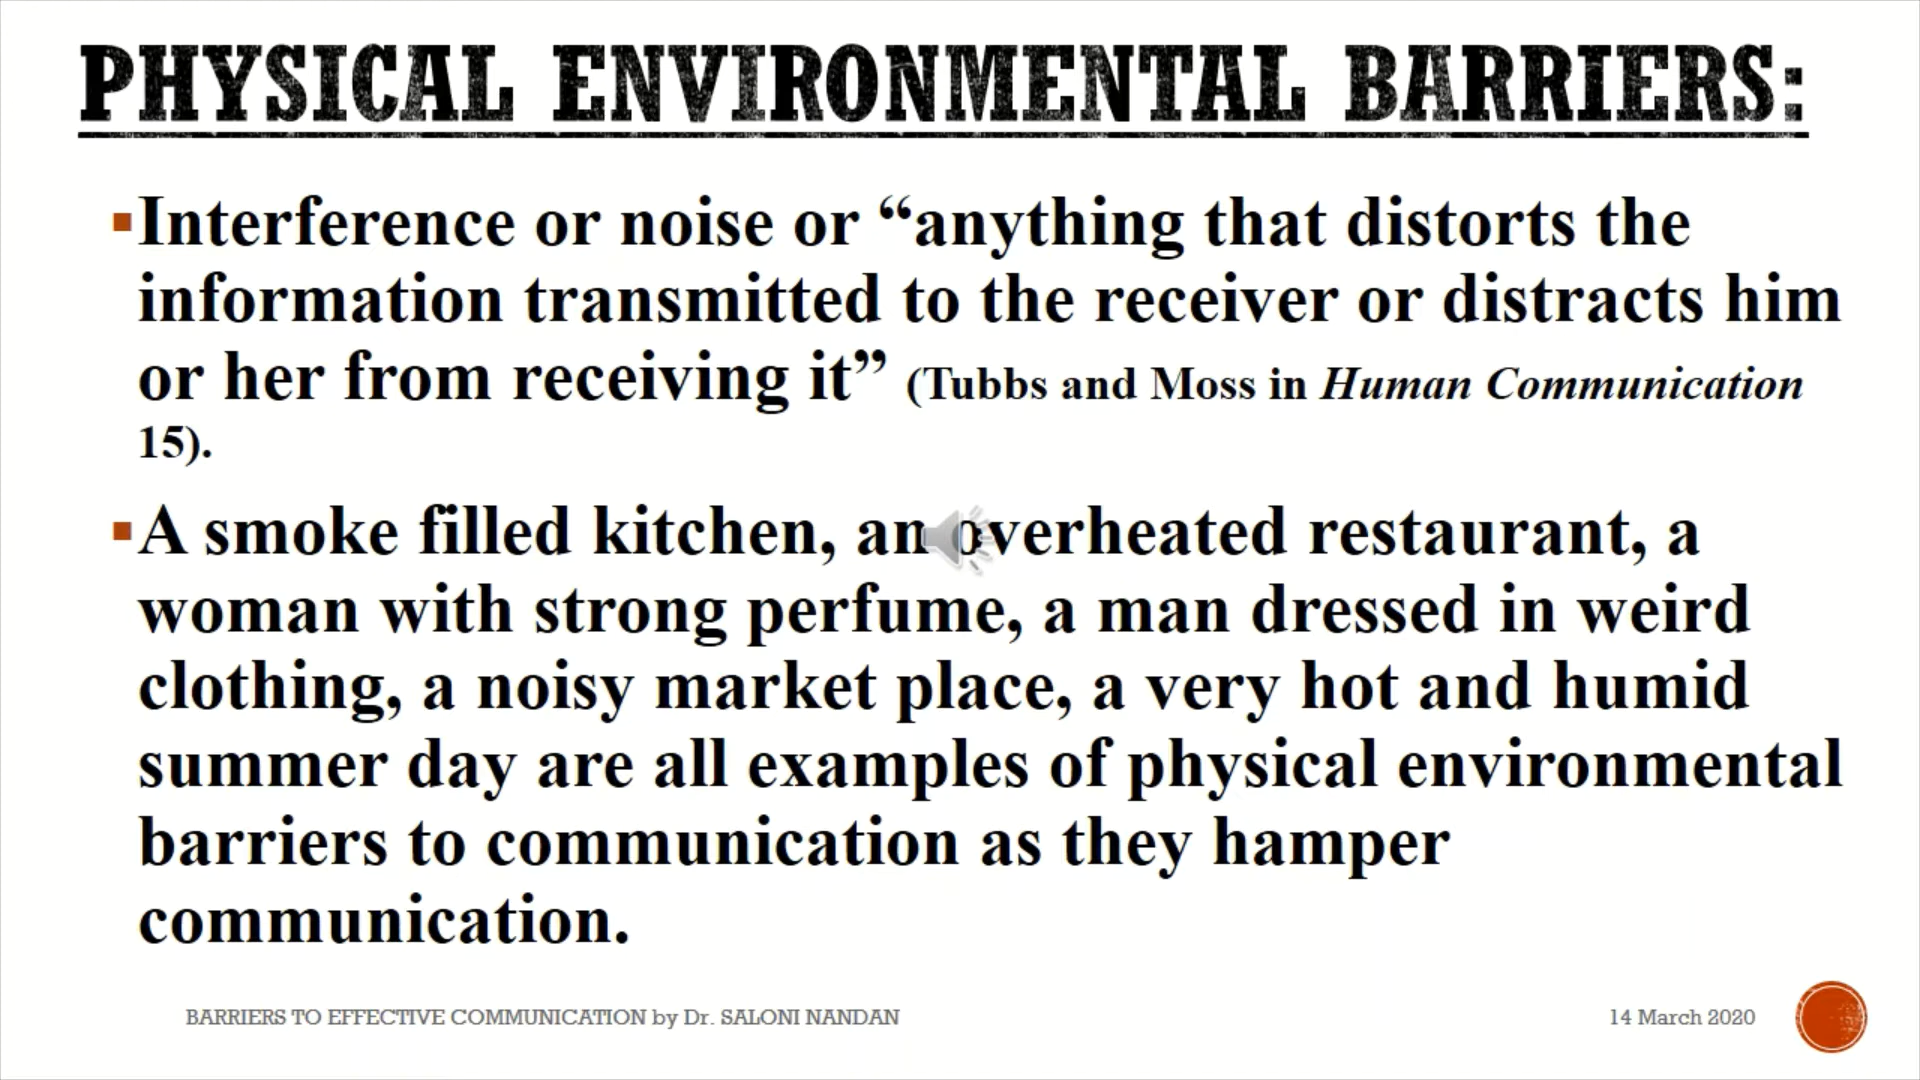 PHYSICAL ENVIRONMENTAL BARRIERS:
▪Interference or noise or “anything that distorts the
information transmitted to the receiver or distracts him
or her from receiving it” (Tubbs and Moss in Human Communication
15).
▪A smoke filled kitchen, an overheated restaurant, a
woman with strong perfume, a man dressed in weird
clothing, a noisy market place, a very hot and humid
summer day are all examples of physical environmental
barriers to communication as they hamper
communication.
BARRIERS TO EFFECTIVE COMMUNICATION by Dr. SALONI NANDAN
14 March 2020